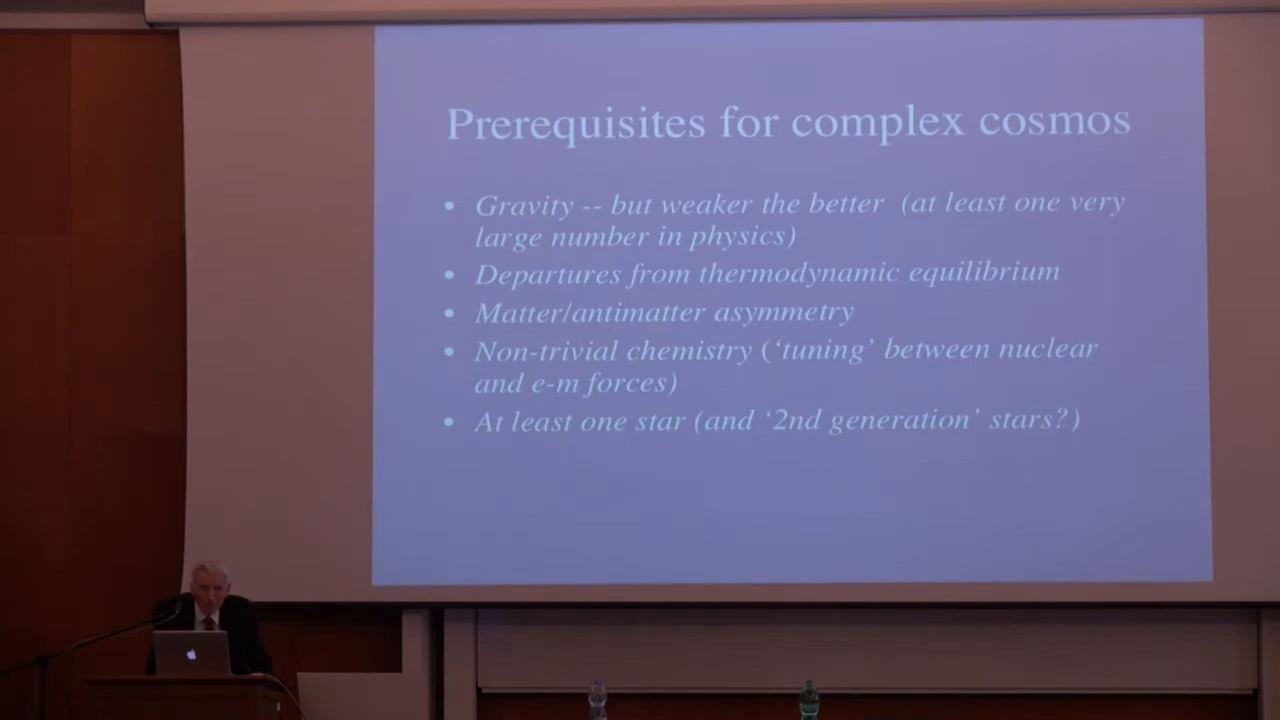 Prerequisites for complex cosmos
• Gravity -- but weaker the better (at least one very
large number in physics)
• Departures from thermodynamic equilibrium
• Matter/antimatter asymmetry
• Non-trivial chemistry (‘tuning’ between nuclear
and e-m forces)
• At least one star (and ‘2nd generation’ stars?)